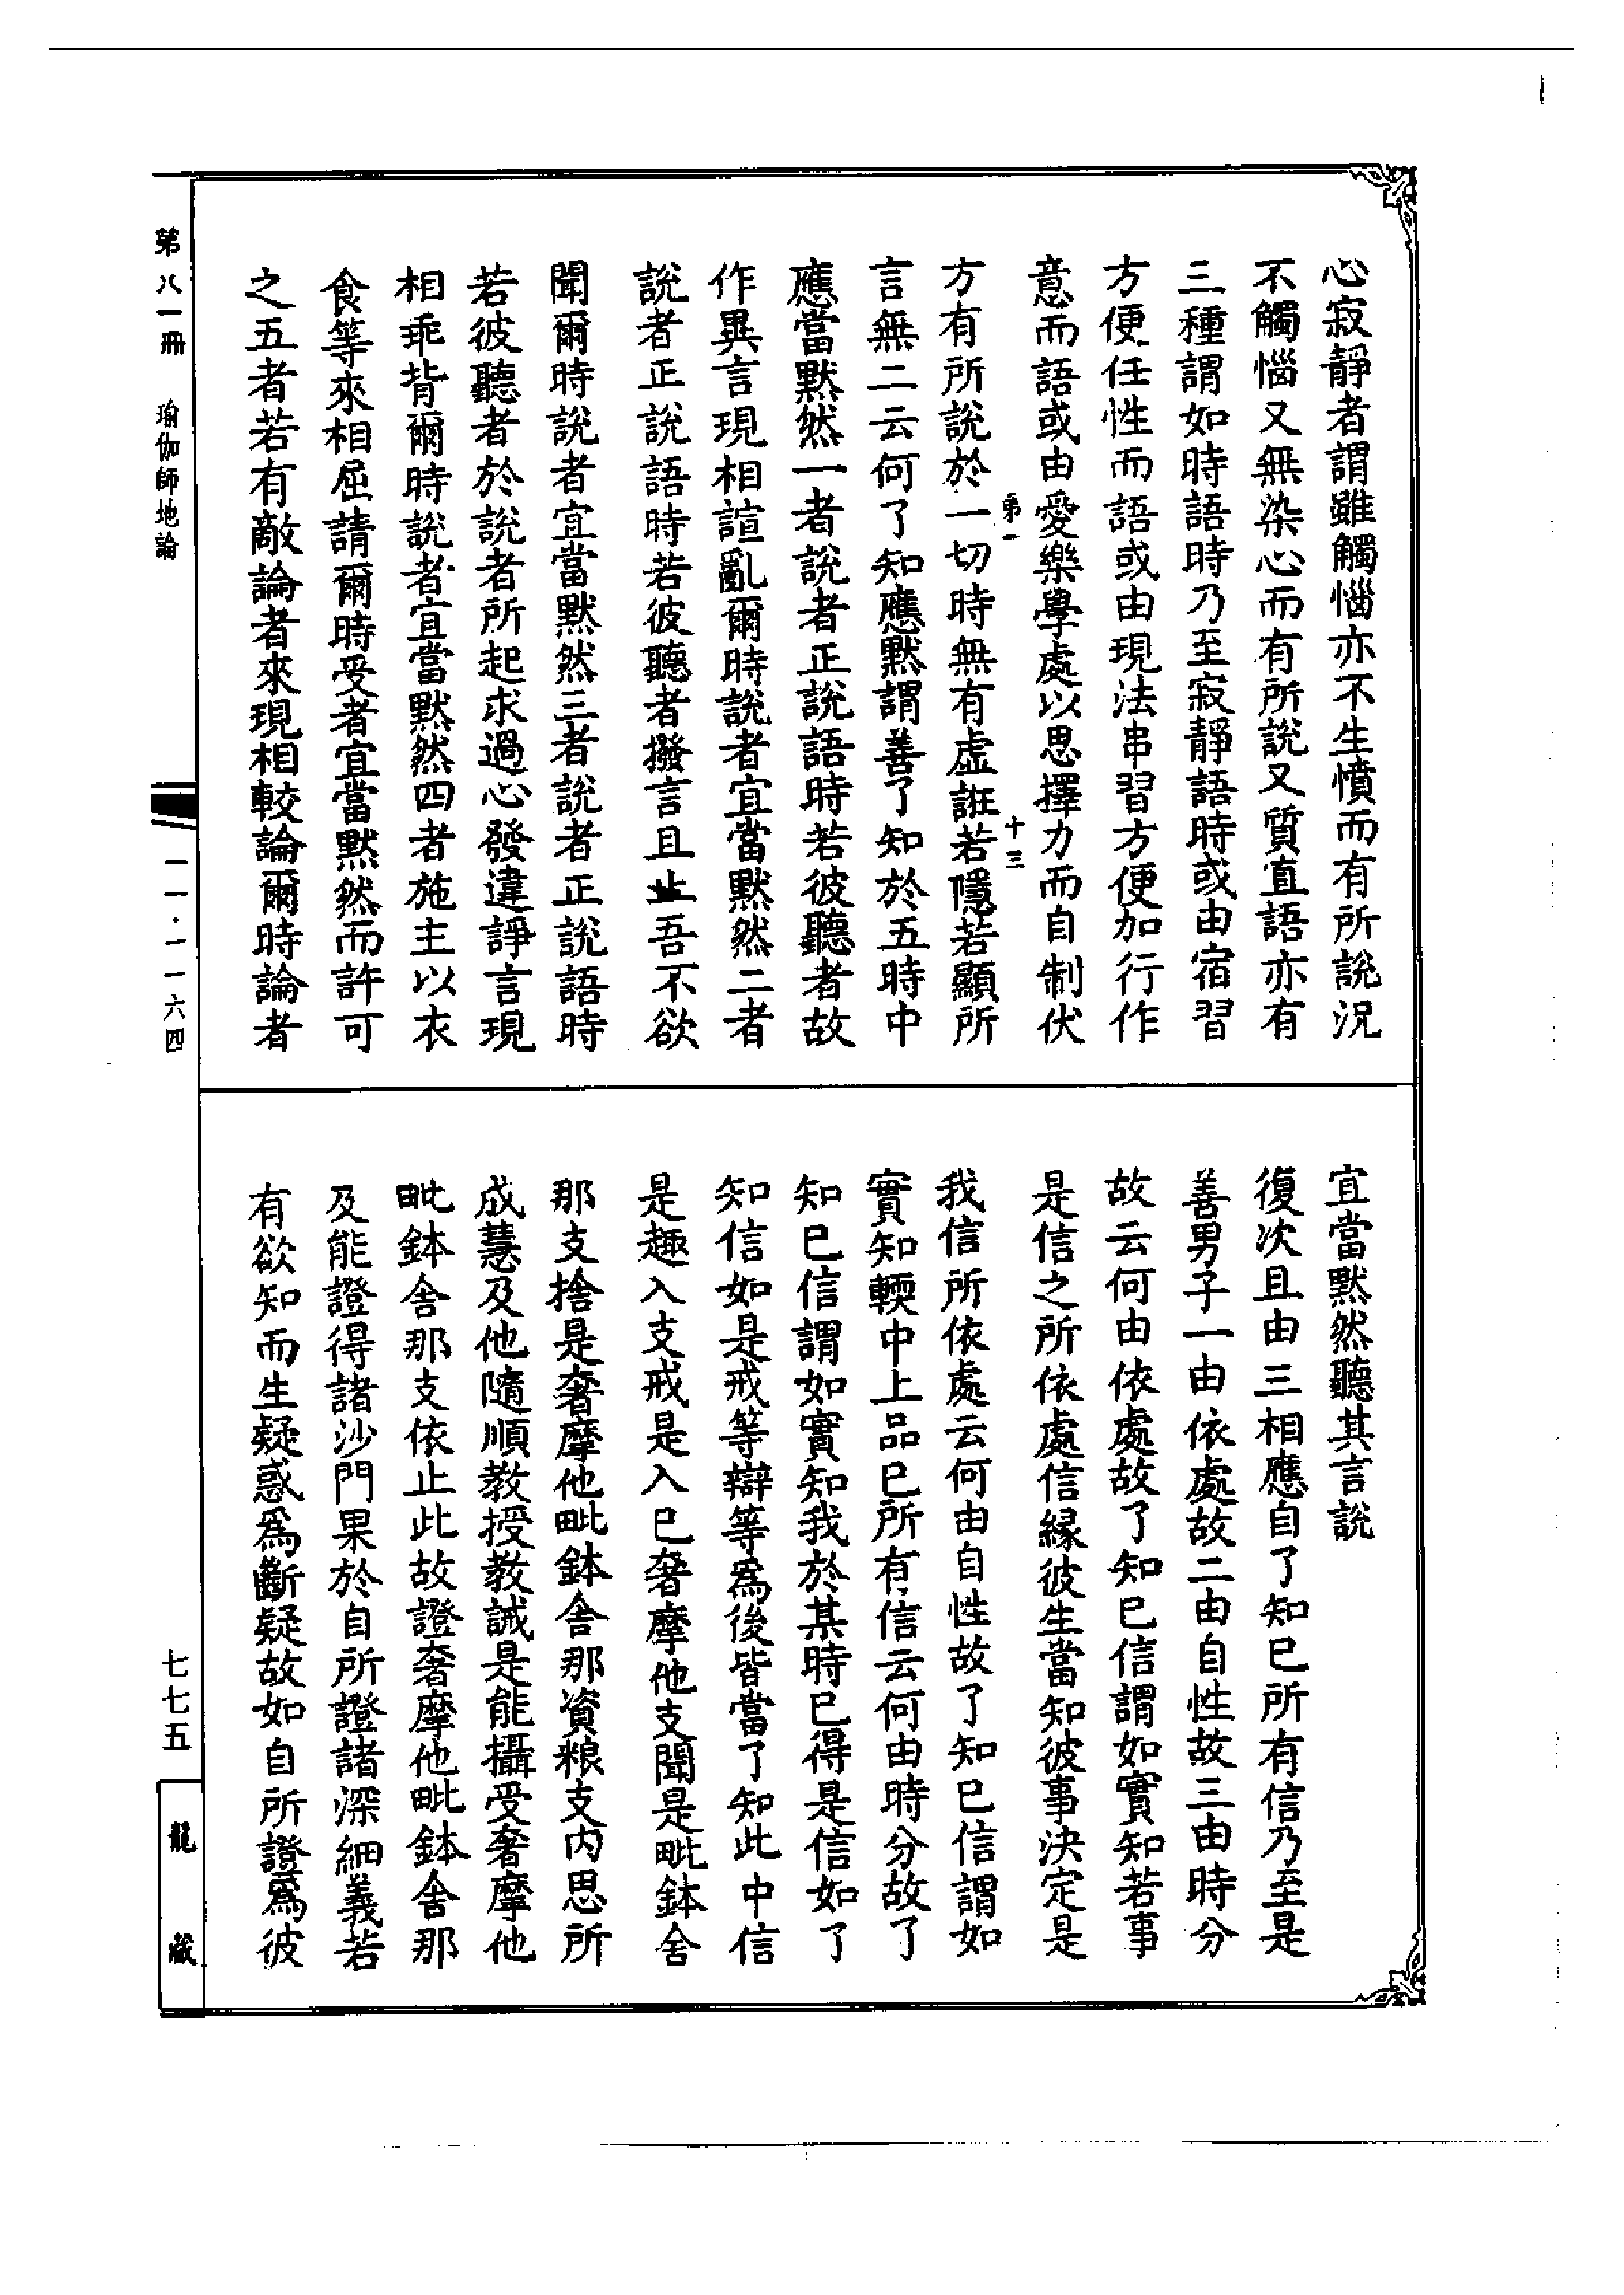 心寂靜者謂雖觸惱亦不生憤而有所說況
不觸惱又無染心而有所說又質直語亦有
三種謂如時語時乃至寂靜語時或由宿習
方便任性而語或由現法串習方便加行作
意而語或由愛樂學處以思擇力而自制伏
第一
十三
方有所說於一切時無有虛誑若隱若顯所
言無二云何了知應默謂善了知於五時中
應當默然一者說者正說語時若彼聽者故
作異言現相諠亂爾時說者宜當默然二者
說者正說語時若彼聽者撥言且止吾不欲
聞爾時說者宜當默然三者說者正說語時
若彼聽者於說者所起求過心發違諍言現
相乖背爾時說者宜當默然四者施主以衣
食等來相屈請爾時受者宜當默然而許可
之五者若有敵論者來現相較論爾時論者
宜當默然聽其言說
復次且由三相應自了知已所有信乃至是
善男子一由依處故二由自性故三由時分
故云何由依處故了知已信謂如實知若事
是信之所依處信緣彼生當知彼事決定是
我信所依處云何由自性故了知已信謂如
實知輭中上品已所有信云何由時分故了
知已信謂如實知我於某時已得是信如了
知信如是戒等辯等為後皆當了知此中信
是趣入支戒是入已奢摩他支聞是毗鉢舍
那支捨是奢摩他毗鉢舍那資粮支內思所
成慧及他隨順教授教誡是能攝受奢摩他
毗鉢舍那支依止此故證奢摩他毗鉢舍那
及能證得諸沙門果於自所證諸深細義若
有欲知而生疑惑為斷疑故如自所證為彼
第八一冊　瑜伽師地論
一一·一一六四
七七五
龍藏